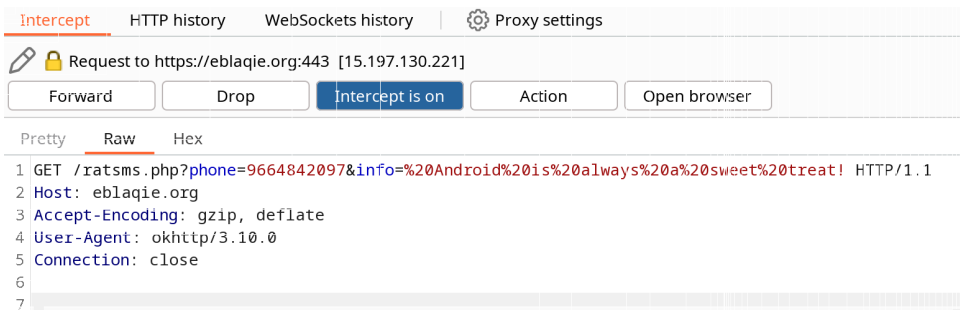 Intercept HTTP history WebSockets history Proxy settings
Request to https://eblaqie.org:443 [15.197.130.221]
Forward Drop Intercept is on Action Open browser
Pretty Raw Hex
1 GET /ratsms.php?phone=9664842097&info=%20Android%20is%20always%20a%20sweet%20treat! HTTP/1.1
2 Host: eblaqie.org
3 Accept-Encoding: gzip, deflate
4 User-Agent: okhttp/3.10.0
5 Connection: close
6
7